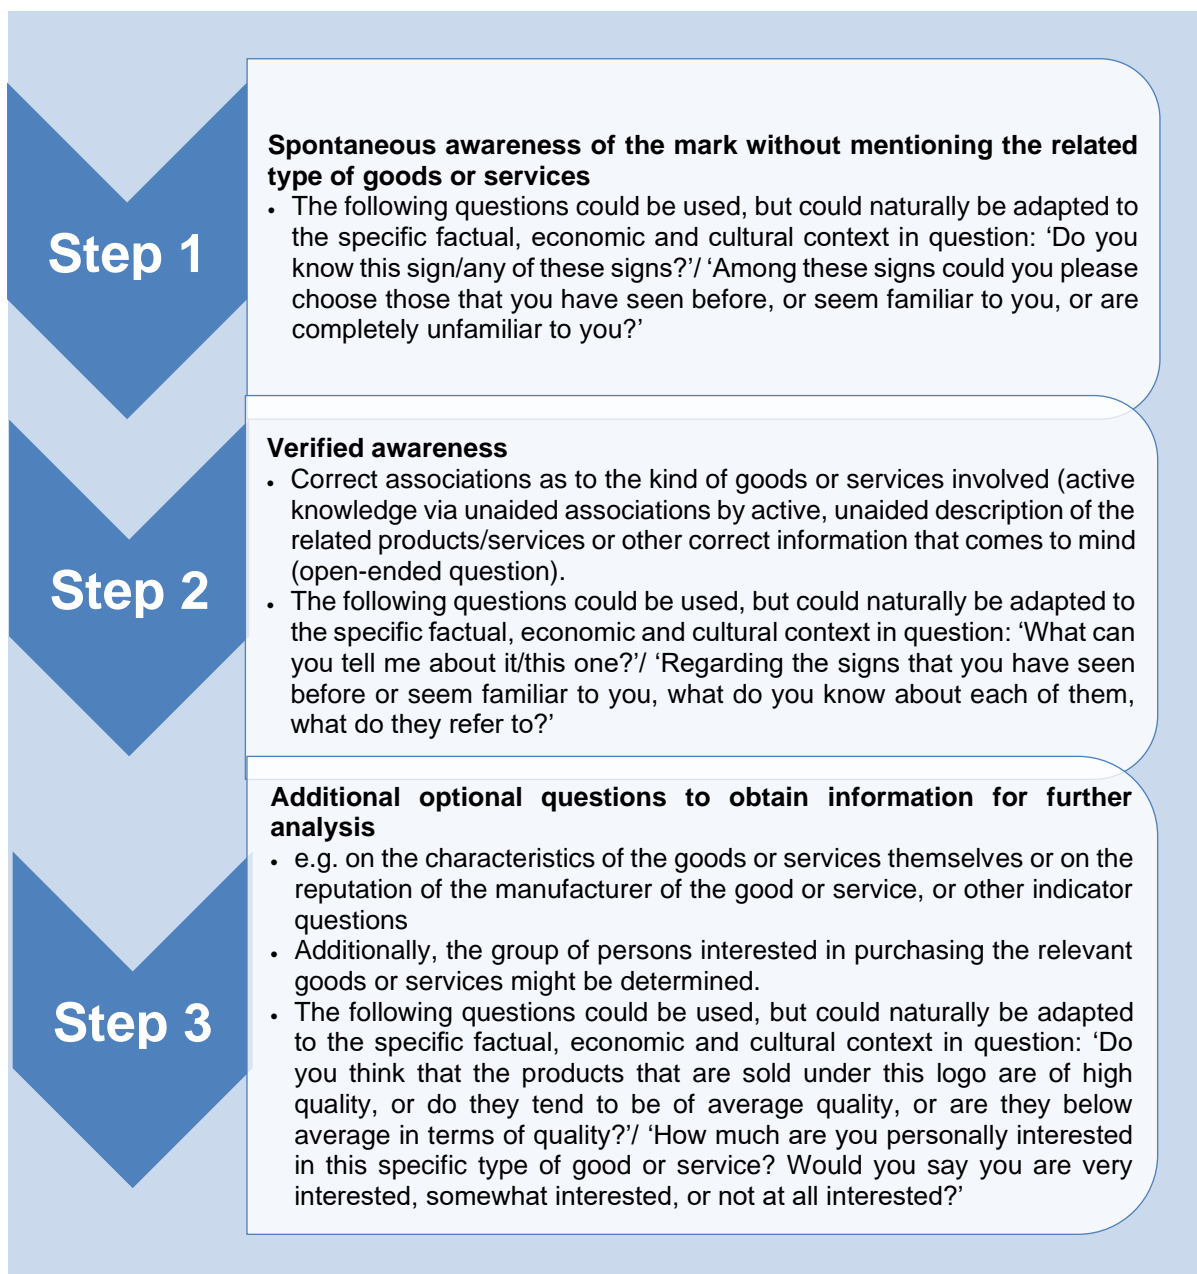 Step 1
Spontaneous awareness of the mark without mentioning the related
type of goods or services
• The following questions could be used, but could naturally be adapted to
the specific factual, economic and cultural context in question: ‘Do you
know this sign/any of these signs?’/ ‘Among these signs could you please
choose those that you have seen before, or seem familiar to you, or are
completely unfamiliar to you?’
Step 2
Verified awareness
• Correct associations as to the kind of goods or services involved (active
knowledge via unaided associations by active, unaided description of the
related products/services or other correct information that comes to mind
(open-ended question).
• The following questions could be used, but could naturally be adapted to
the specific factual, economic and cultural context in question: ‘What can
you tell me about it/this one?’/ ‘Regarding the signs that you have seen
before or seem familiar to you, what do you know about each of them,
what do they refer to?’
Step 3
Additional optional questions to obtain information for further
analysis
• e.g. on the characteristics of the goods or services themselves or on the
reputation of the manufacturer of the good or service, or other indicator
questions
• Additionally, the group of persons interested in purchasing the relevant
goods or services might be determined.
• The following questions could be used, but could naturally be adapted
to the specific factual, economic and cultural context in question: ‘Do
you think that the products that are sold under this logo are of high
quality, or do they tend to be of average quality, or are they below
average in terms of quality?’/ ‘How much are you personally interested
in this specific type of good or service? Would you say you are very
interested, somewhat interested, or not at all interested?’